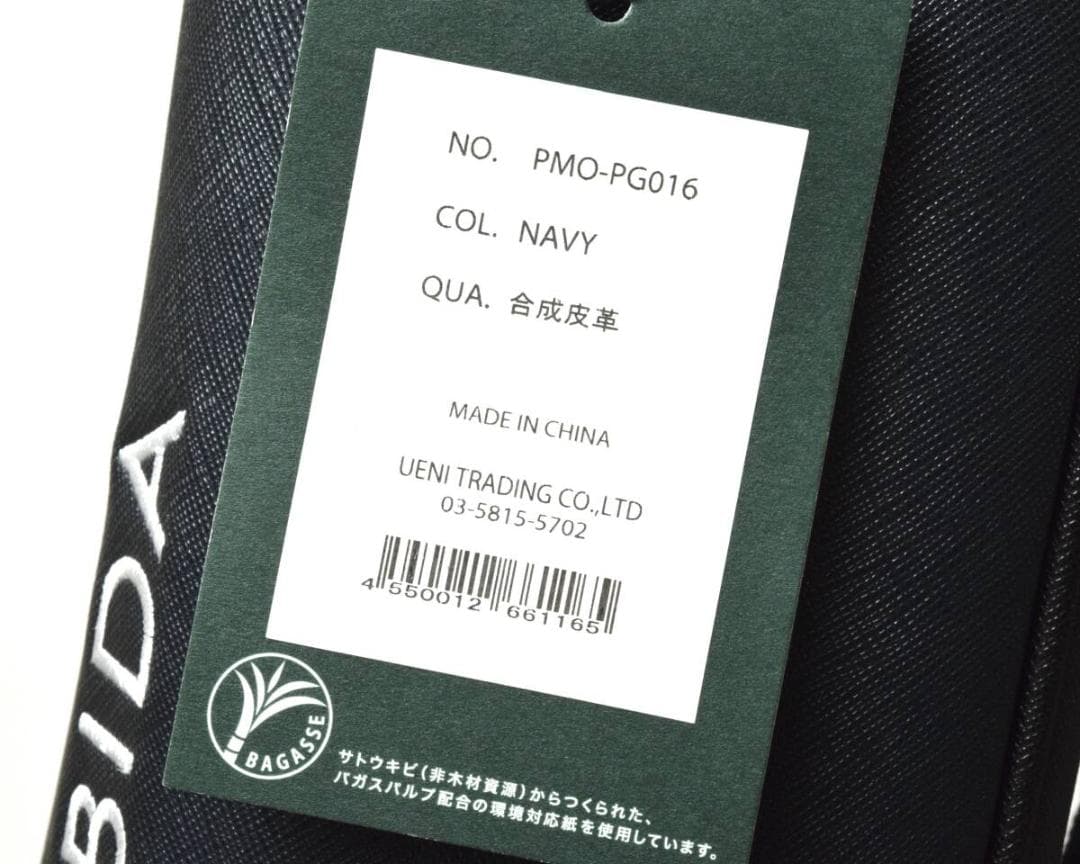 NO. PMO-PG016
COL. NAVY
QUA. 合成皮革
MADE IN CHINA
UENI TRADING CO.,LTD
03-5815-5702
4 550012 661165
BAGASSE
サトウキビ(非木材資源)からつくられた、
バガスパルプ配合の環境対応紙を使用しています。
BIDA